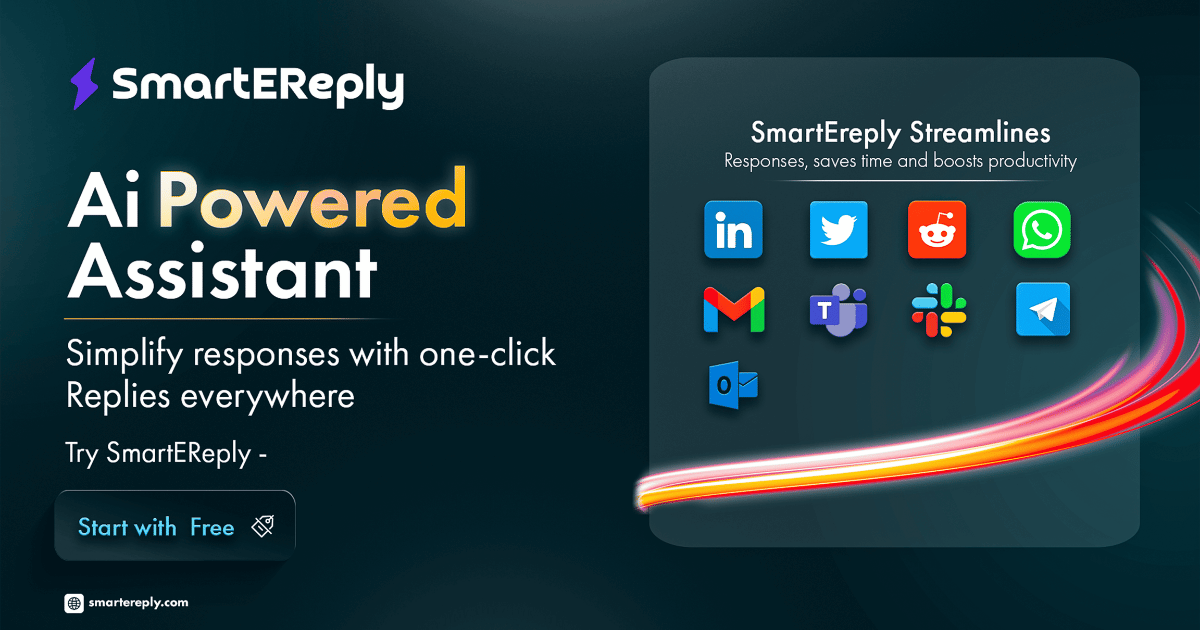 SmartEReply
Ai Powered
Assistant
Simplify responses with one-click
Replies everywhere
Try SmartEReply -
Start with Free
smartereply.com
SmartEreply Streamlines
Responses, saves time and boosts productivity
in
T
O